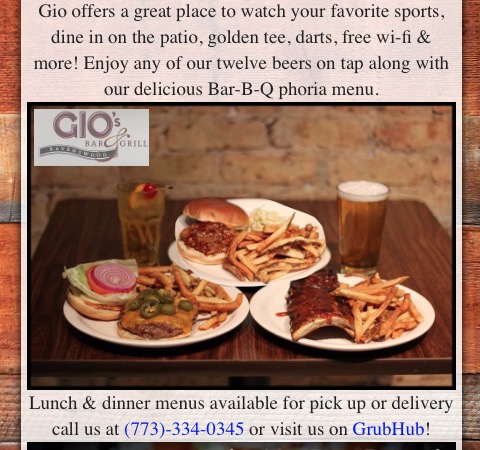 Gio offers a great place to watch your favorite sports,
dine in on the patio, golden tee, darts, free wi-fi &
more! Enjoy any of our twelve beers on tap along with
our delicious Bar-B-Q phoria menu.
GIO's
BAR & GRILL
RAVENSWOOD
Lunch & dinner menus available for pick up or delivery
call us at (773)-334-0345 or visit us on GrubHub!